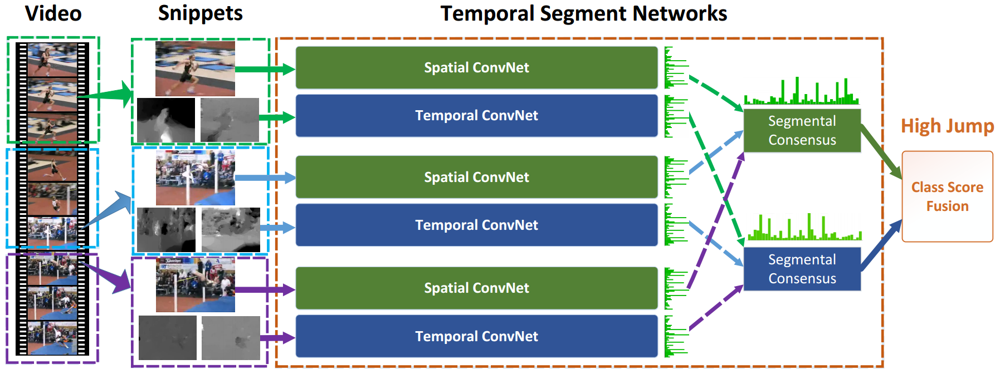 Video
Snippets
Temporal Segment Networks
Spatial ConvNet
Temporal ConvNet
Spatial ConvNet
Temporal ConvNet
Spatial ConvNet
Temporal ConvNet
Segmental
Consensus
Segmental
Consensus
High Jump
Class Score
Fusion